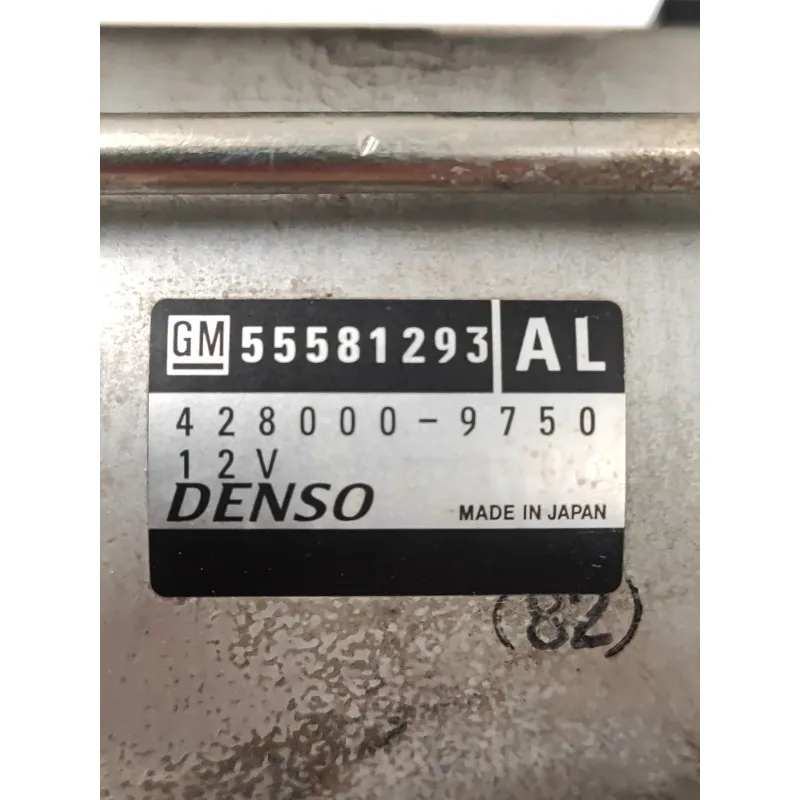 GM 55581293 AL
428000-9750
12V
DENSO MADE IN JAPAN
(82)